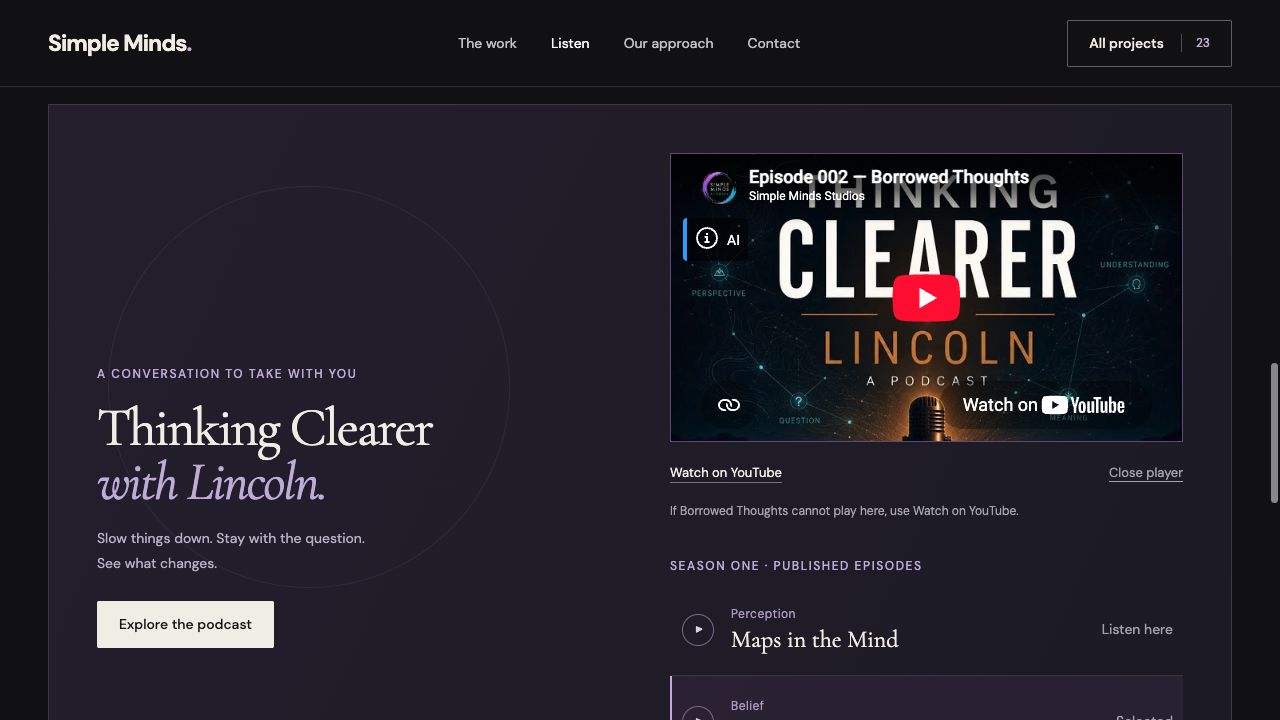 Simple Minds.
The work
Listen
Our approach
Contact
All projects
23
A CONVERSATION TO TAKE WITH YOU
Thinking Clearer
with Lincoln.
Slow things down. Stay with the question.
See what changes.
Explore the podcast
Episode 002 — Borrowed Thoughts
Simple Minds Studios
THINKING
AI
CLEARER
PERSPECTIVE
UNDERSTANDING
LINCOLN
A PODCAST
QUESTION
MEANING
Watch on YouTube
Watch on YouTube
Close player
If Borrowed Thoughts cannot play here, use Watch on YouTube.
SEASON ONE · PUBLISHED EPISODES
Perception
Maps in the Mind
Listen here
Belief
Selected